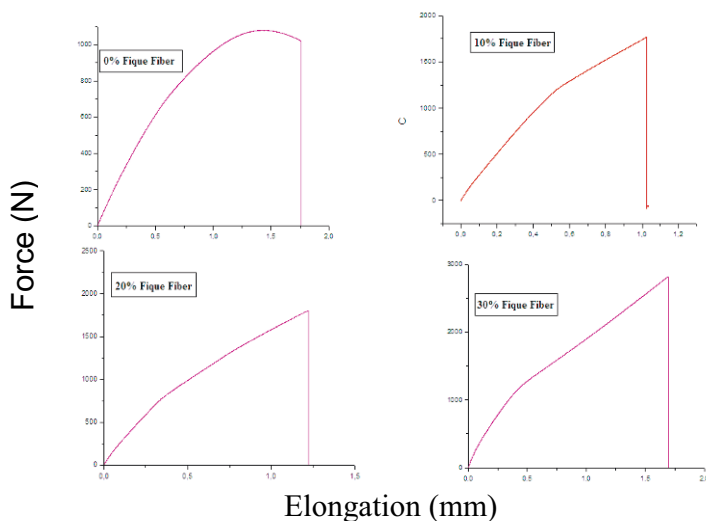 1000
800
600
400
200
0
0% Fique Fiber
0,0 0,5 1,0 1,5 2,0
2000
1500
1000
500
0
C
10% Fique Fiber
0,0 0,2 0,4 0,6 0,8 1,0 1,2
Force (N)
2500
2000
1500
1000
500
0
20% Fique Fiber
0,0 0,5 1,0 1,5
3000
2000
1000
0
30% Fique Fiber
0,0 0,5 1,0 1,5 2,0
Elongation (mm)